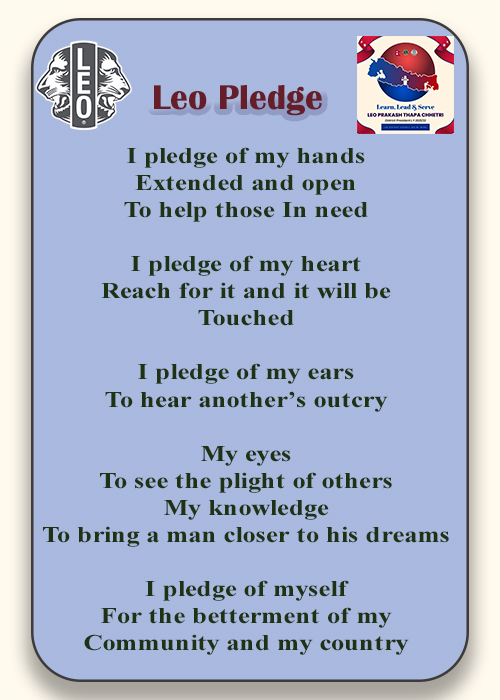 LEO
Leo Pledge
Learn, Lead & Serve
LEO PRAKASH THAPA CHHETRI
I pledge of my hands
Extended and open
To help those In need
I pledge of my heart
Reach for it and it will be
Touched
I pledge of my ears
To hear another’s outcry
My eyes
To see the plight of others
My knowledge
To bring a man closer to his dreams
I pledge of myself
For the betterment of my
Community and my country